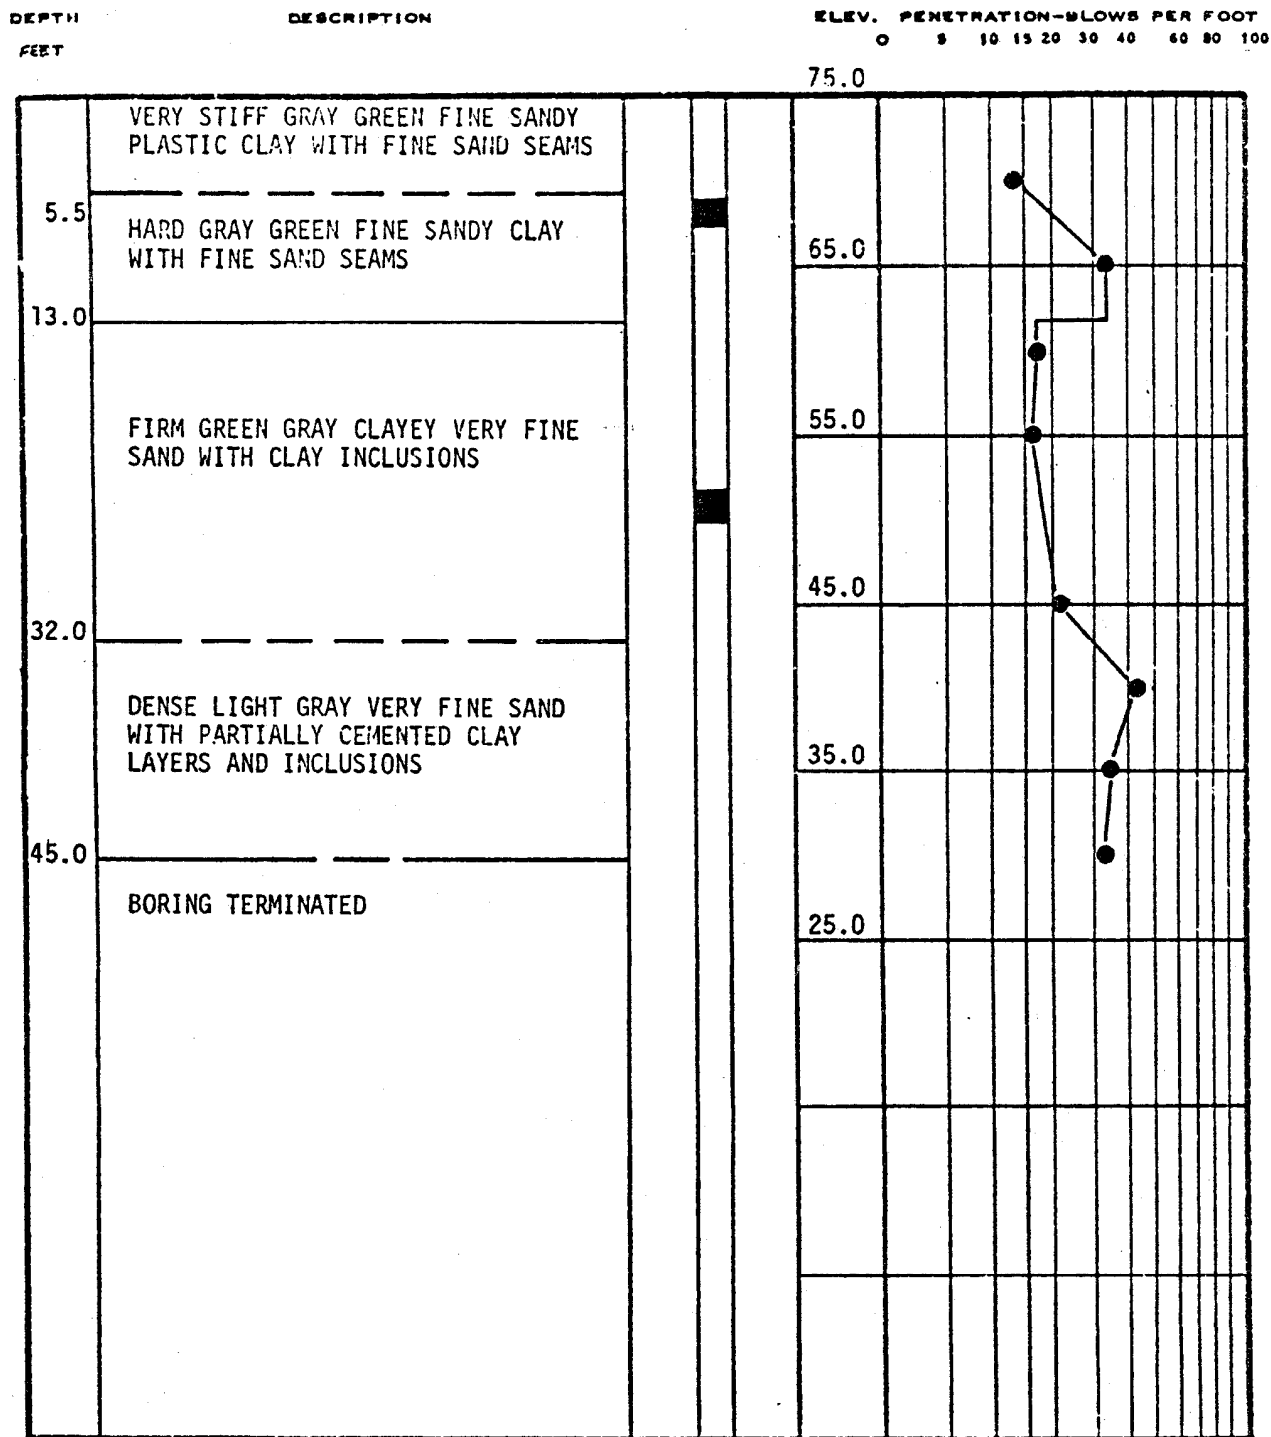 DEPTH DESCRIPTION ELEV. PENETRATION-BLOWS PER FOOT
FEET 0 5 10 15 20 30 40 60 80 100
75.0
VERY STIFF GRAY GREEN FINE SANDY
PLASTIC CLAY WITH FINE SAND SEAMS
5.5
HARD GRAY GREEN FINE SANDY CLAY
WITH FINE SAND SEAMS
65.0
13.0
FIRM GREEN GRAY CLAYEY VERY FINE
SAND WITH CLAY INCLUSIONS
55.0
45.0
32.0
DENSE LIGHT GRAY VERY FINE SAND
WITH PARTIALLY CEMENTED CLAY
LAYERS AND INCLUSIONS
35.0
45.0
BORING TERMINATED
25.0